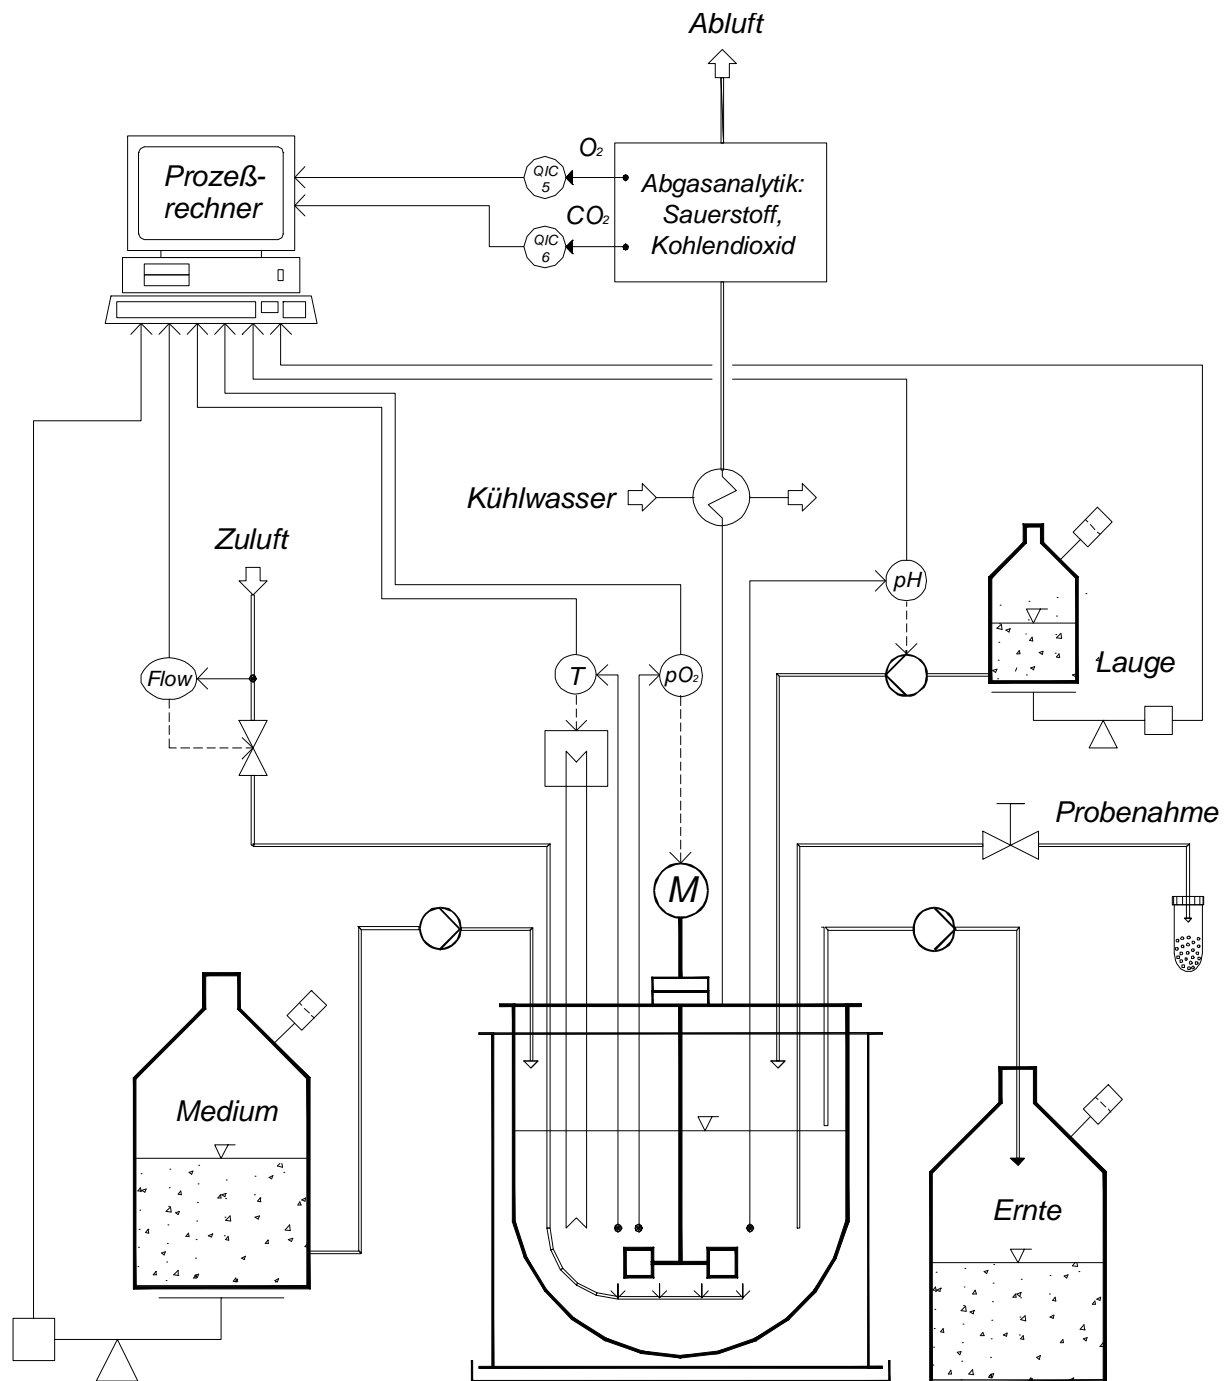 Abluft
Prozeß-
rechner
O₂
QIC
5
CO₂
QIC
6
Abgasanalytik:
Sauerstoff,
Kohlendioxid
Kühlwasser
Zuluft
pH
Flow
T
pO₂
Lauge
Probenahme
M
Medium
Ernte